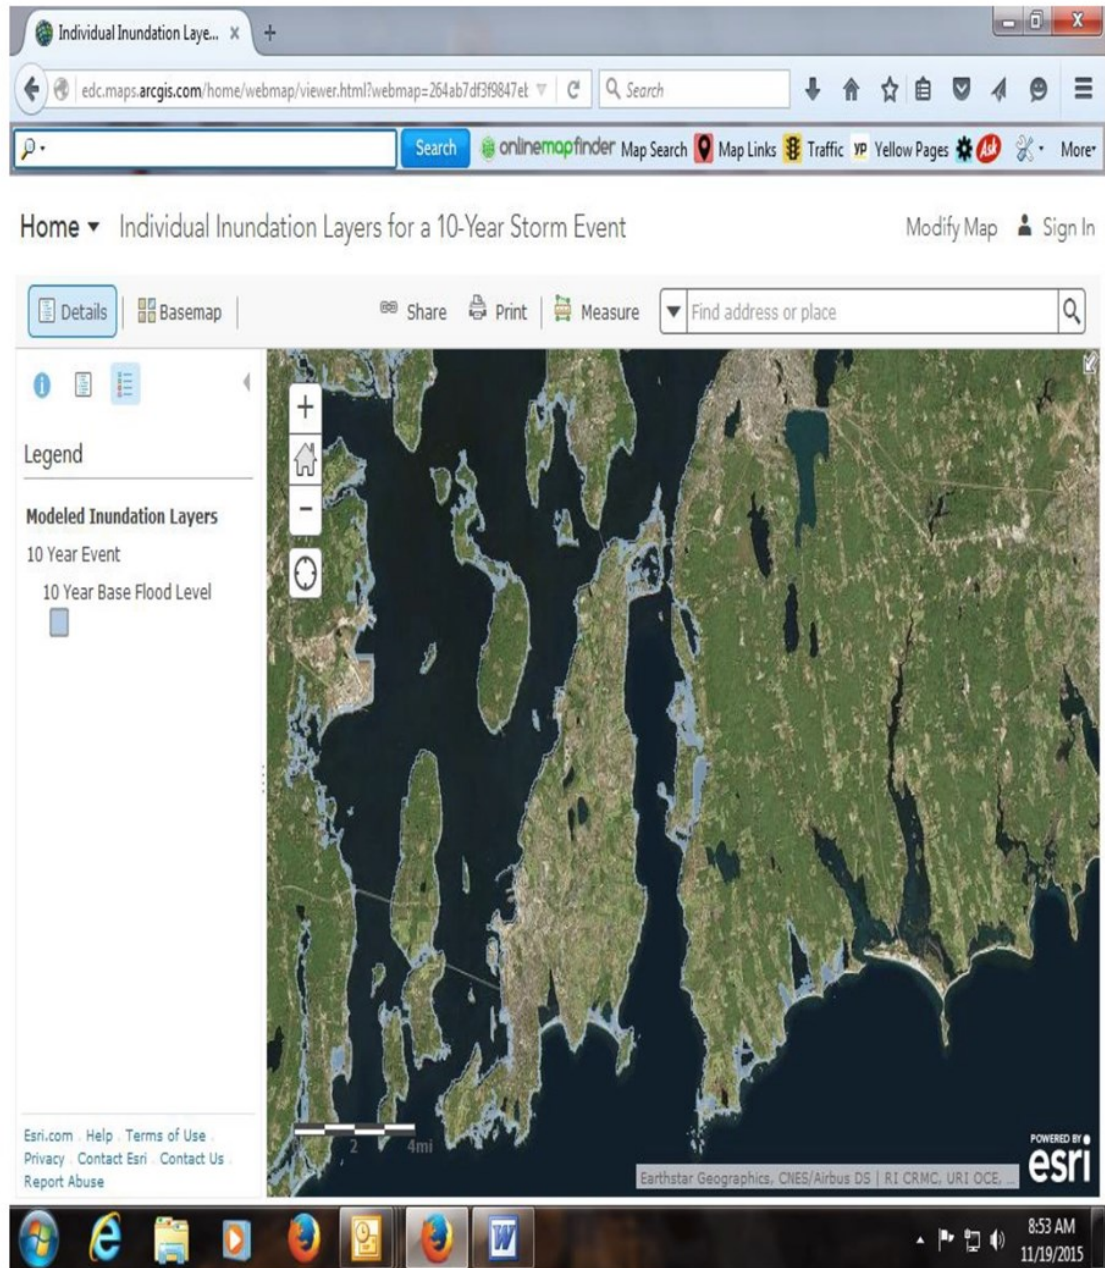 Individual Inundation Laye...
edc.maps.arcgis.com/home/webmap/viewer.html?webmap=264ab7df3f9847eb
Search
Search onlinemapfinder Map Search Map Links Traffic YP Yellow Pages Ask More
Home Individual Inundation Layers for a 10-Year Storm Event Modify Map Sign In
Details Basemap Share Print Measure Find address or place
Legend
Modeled Inundation Layers
10 Year Event
10 Year Base Flood Level
2 4mi
Esri.com . Help . Terms of Use .
Privacy . Contact Esri . Contact Us .
Report Abuse
Earthstar Geographics, CNES/Airbus DS | RI CRMC, URI OCE, ...
POWERED BY
esri
8:53 AM
11/19/2015